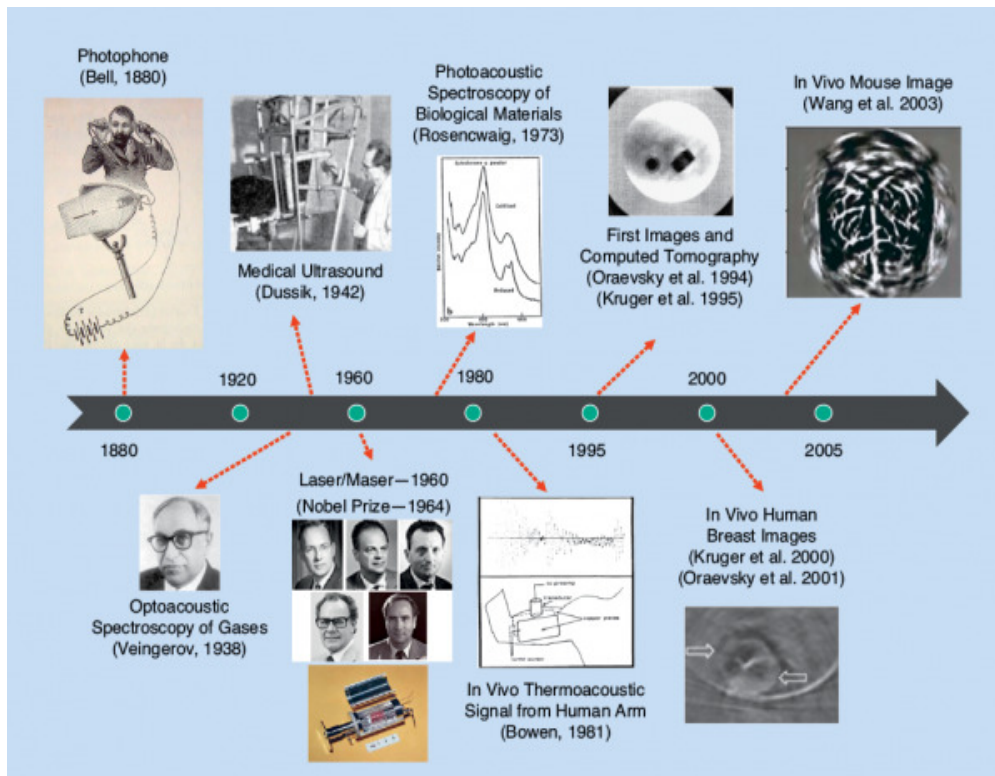 Photophone
(Bell, 1880)
Medical Ultrasound
(Dussik, 1942)
Photoacoustic
Spectroscopy of
Biological Materials
(Rosencwaig, 1973)
b
First Images and
Computed Tomography
(Oraevsky et al. 1994)
(Kruger et al. 1995)
In Vivo Mouse Image
(Wang et al. 2003)
1920
1960
1980
2000
1880
1995
2005
Optoacoustic
Spectroscopy of Gases
(Veingerov, 1938)
Laser/Maser—1960
(Nobel Prize—1964)
In Vivo Thermoacoustic
Signal from Human Arm
(Bowen, 1981)
In Vivo Human
Breast Images
(Kruger et al. 2000)
(Oraevsky et al. 2001)